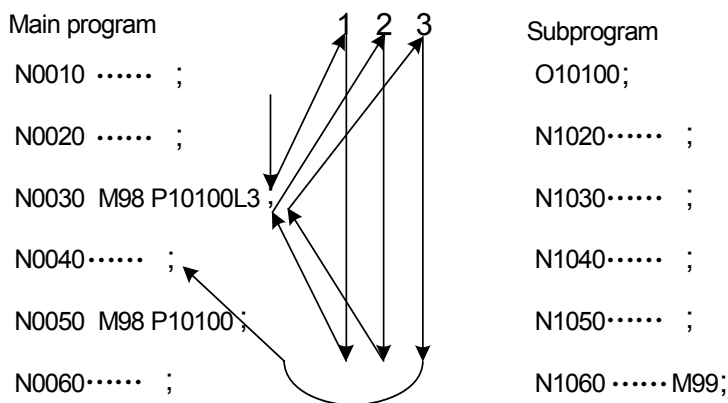 Main program
N0010 ······ ;
N0020 ······ ;
N0030 M98 P10100L3 ;
N0040 ······ ;
N0050 M98 P10100 ;
N0060 ······ ;
1 2 3
Subprogram
O10100;
N1020 ······ ;
N1030 ······ ;
N1040 ······ ;
N1050 ······ ;
N1060 ······ M99;